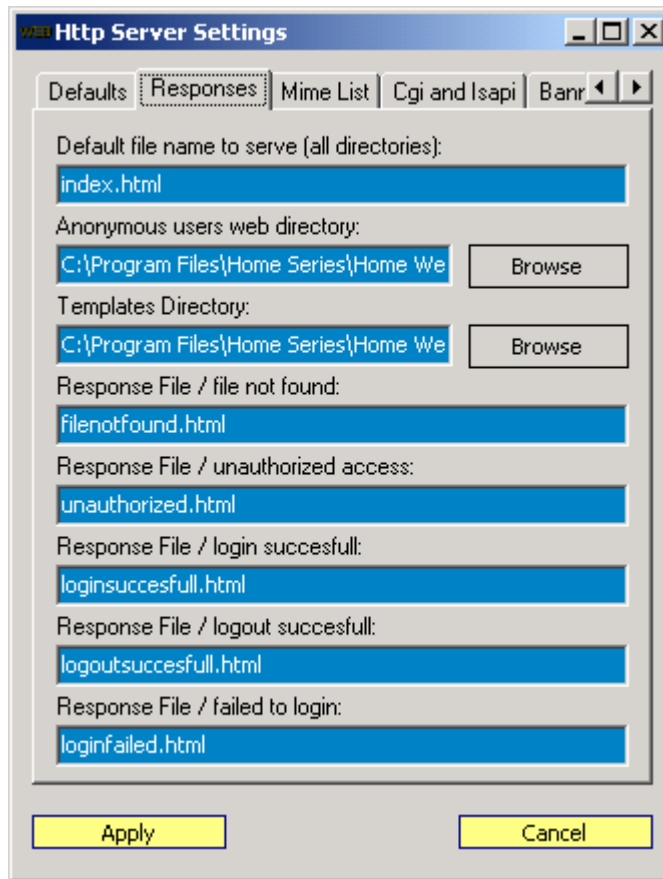 WEB Http Server Settings
Defaults Responses Mime List Cgi and Isapi Banr
Default file name to serve (all directories):
index.html
Anonymous users web directory:
C:\Program Files\Home Series\Home We Browse
Templates Directory:
C:\Program Files\Home Series\Home We Browse
Response File / file not found:
filenotfound.html
Response File / unauthorized access:
unauthorized.html
Response File / login succesfull:
loginsuccesfull.html
Response File / logout succesfull:
logoutsuccesfull.html
Response File / failed to login:
loginfailed.html
Apply Cancel